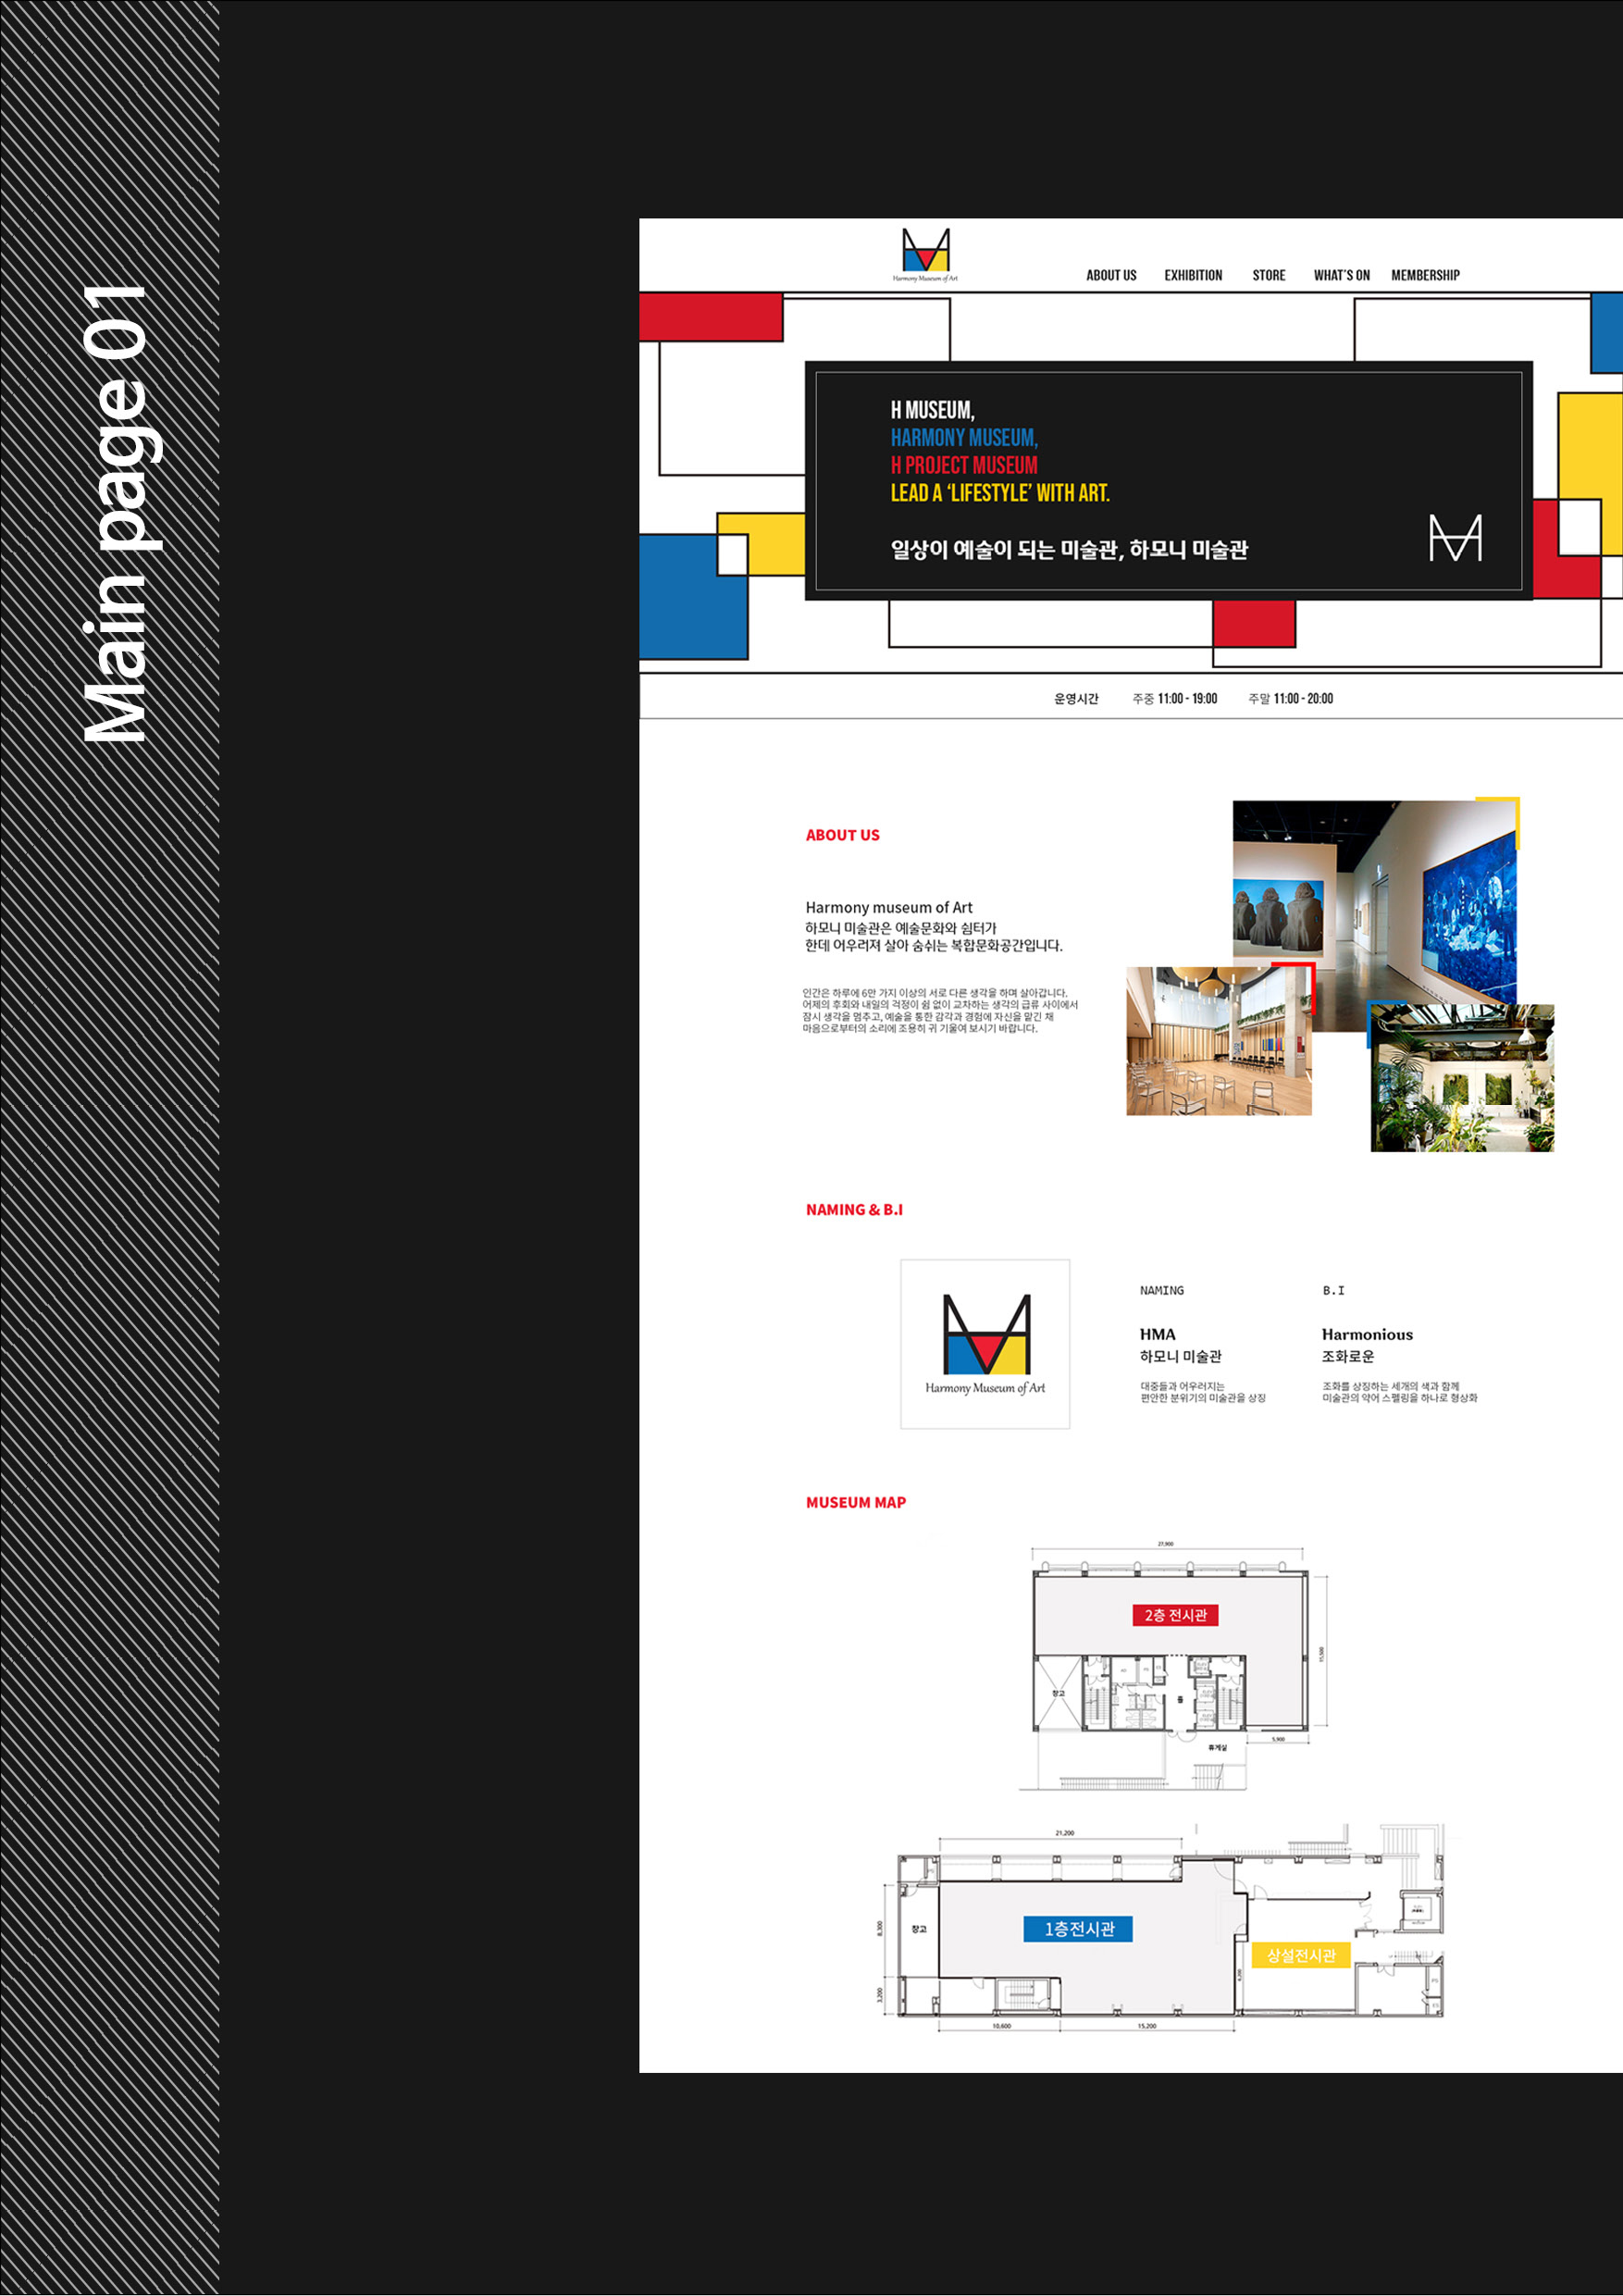 Main page 01
Harmony Museum of Art
ABOUT US
EXHIBITION
STORE
WHAT'S ON
MEMBERSHIP
H MUSEUM,
HARMONY MUSEUM,
H PROJECT MUSEUM
LEAD A ‘LIFESTYLE’ WITH ART.
일상이 예술이 되는 미술관, 하모니 미술관
운영시간 주중 11:00 - 19:00 주말 11:00 - 20:00
ABOUT US
Harmony museum of Art
하모니 미술관은 예술문화와 쉼터가
한데 어우러져 살아 숨쉬는 복합문화공간입니다.
인간은 하루에 6만 가지 이상의 서로 다른 생각을 하며 살아갑니다.
어제의 후회와 내일의 걱정이 쉼 없이 교차하는 생각의 급류 사이에서
잠시 생각을 멈추고, 예술을 통한 감각과 경험에 자신을 맡긴 채
마음으로부터의 소리에 조용히 귀 기울여 보시기 바랍니다.
NAMING & B.I
Harmony Museum of Art
NAMING
HMA
하모니 미술관
대중들과 어우러지는
편안한 분위기의 미술관을 상징
B.I
Harmonious
조화로운
조화를 상징하는 세개의 색과 함께
미술관의 약어 스펠링을 하나로 형상화
MUSEUM MAP
27,900
2층 전시관
15,500
창고
홀
5,900
휴게실
21,200
8,300
창고
1층전시관
상설전시관
6,200
3,200
10,600
15,200